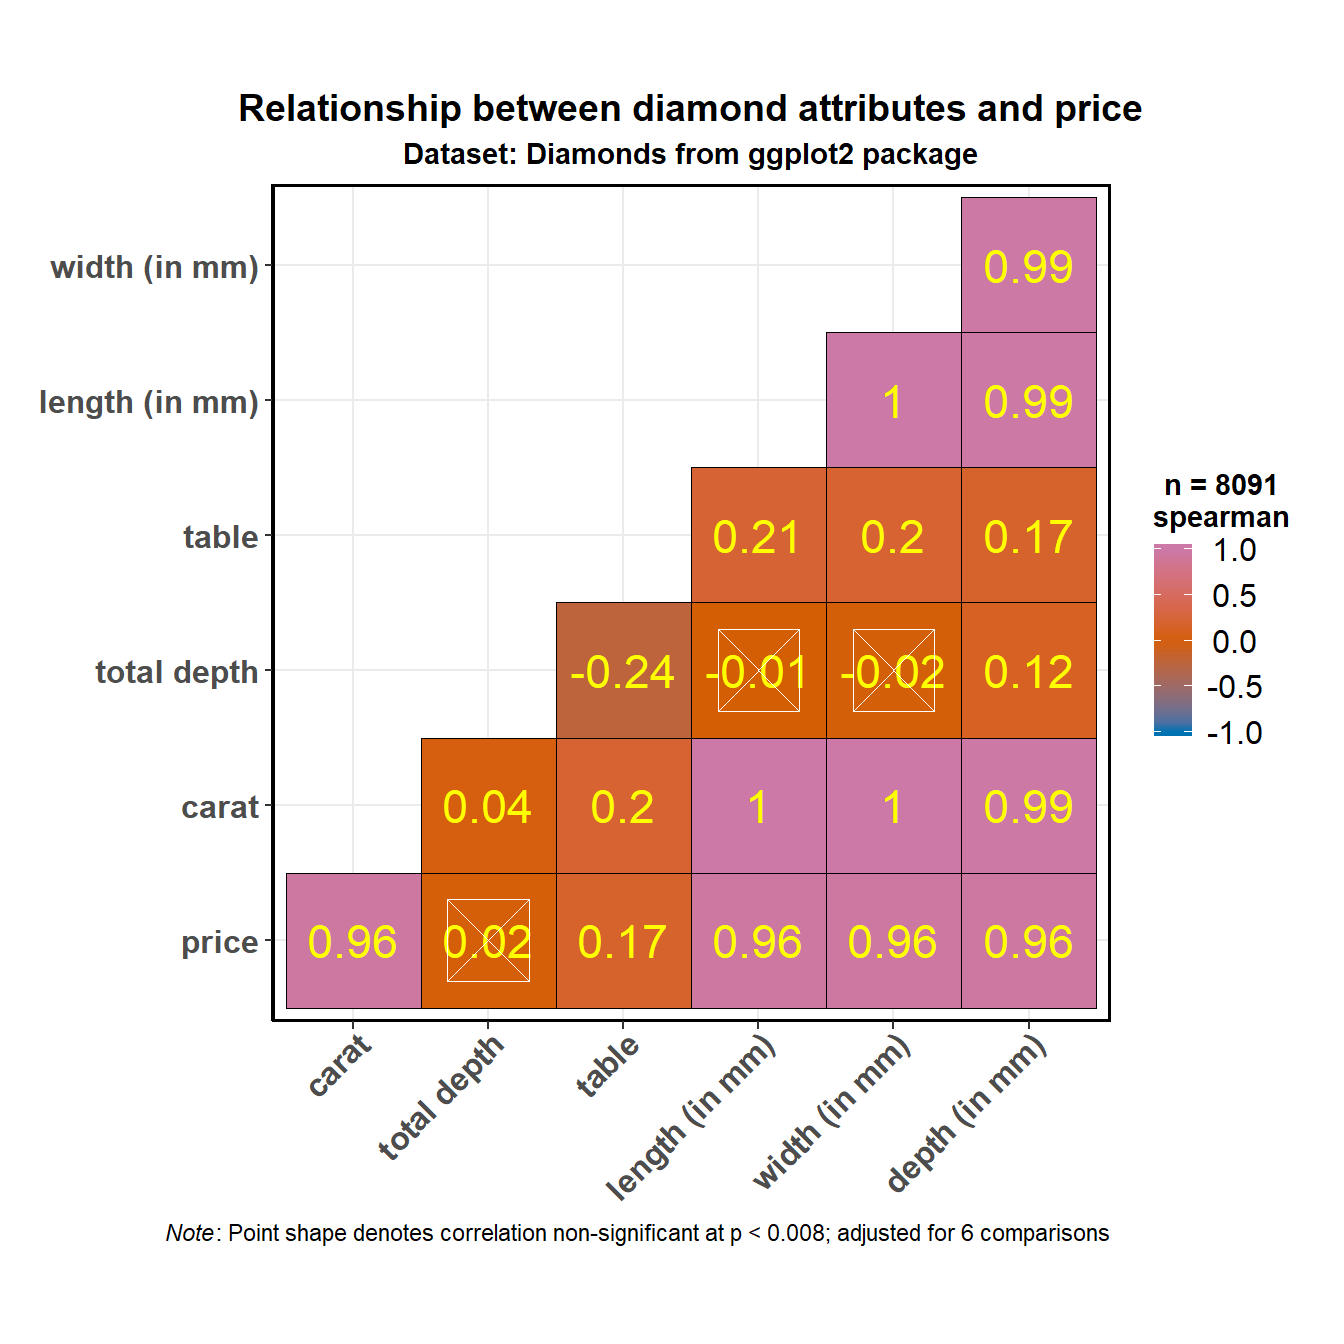 Relationship between diamond attributes and price
Dataset: Diamonds from ggplot2 package
width (in mm)
0.99
length (in mm)
1
0.99
table
0.21
0.2
0.17
total depth
-0.24
-0.01
-0.02
0.12
carat
0.04
0.2
1
1
0.99
price
0.96
0.02
0.17
0.96
0.96
0.96
carat
total depth
table
length (in mm)
width (in mm)
depth (in mm)
n = 8091
spearman
1.0
0.5
0.0
-0.5
-1.0
Note: Point shape denotes correlation non-significant at p < 0.008; adjusted for 6 comparisons